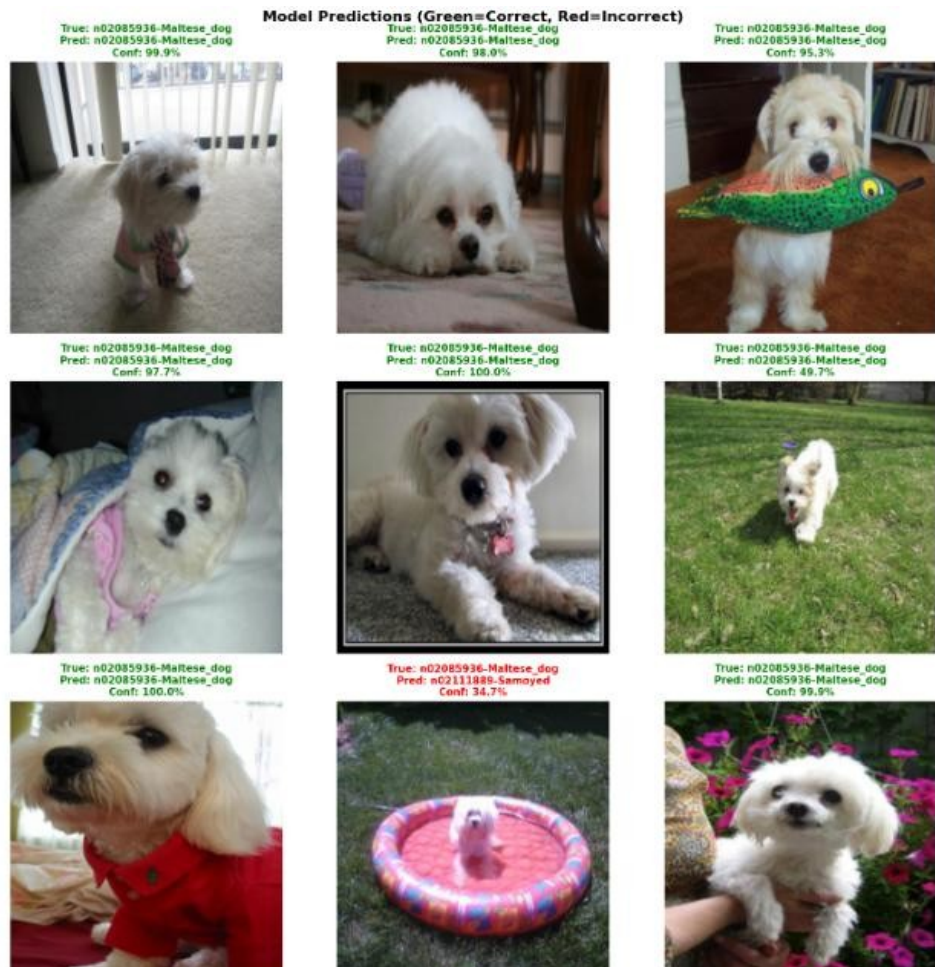 Model Predictions (Green=Correct, Red=Incorrect)
True: n02085936-Maltese_dog
Pred: n02085936-Maltese_dog
Conf: 99.9%
True: n02085936-Maltese_dog
Pred: n02085936-Maltese_dog
Conf: 98.0%
True: n02085936-Maltese_dog
Pred: n02085936-Maltese_dog
Conf: 95.3%
True: n02085936-Maltese_dog
Pred: n02085936-Maltese_dog
Conf: 97.7%
True: n02085936-Maltese_dog
Pred: n02085936-Maltese_dog
Conf: 100.0%
True: n02085936-Maltese_dog
Pred: n02085936-Maltese_dog
Conf: 49.7%
True: n02085936-Maltese_dog
Pred: n02085936-Maltese_dog
Conf: 100.0%
True: n02085936-Maltese_dog
Pred: n02111889-Samoyed
Conf: 34.7%
True: n02085936-Maltese_dog
Pred: n02085936-Maltese_dog
Conf: 99.9%